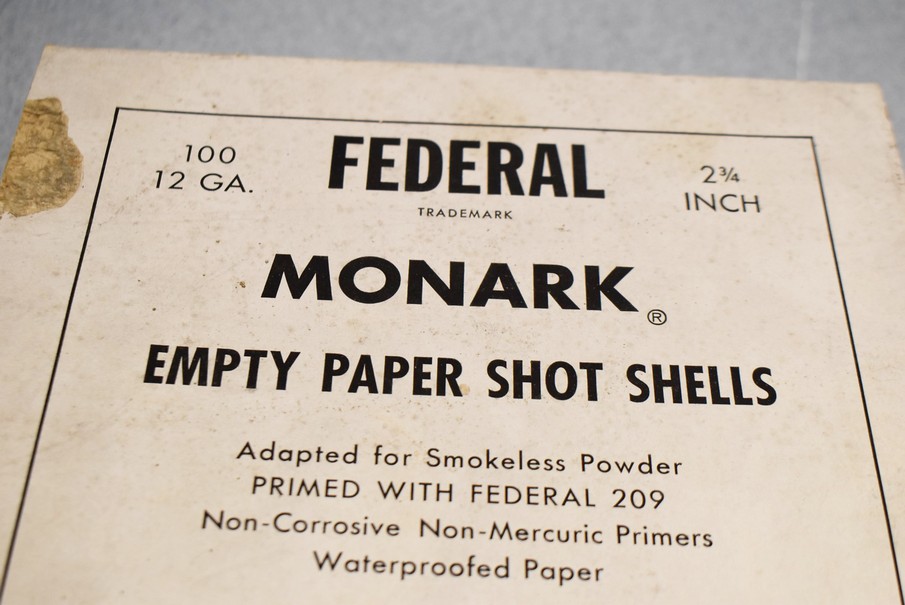 100
12 GA.
FEDERAL
TRADEMARK
2¾
INCH
MONARK ®
EMPTY PAPER SHOT SHELLS
Adapted for Smokeless Powder
PRIMED WITH FEDERAL 209
Non-Corrosive Non-Mercuric Primers
Waterproofed Paper